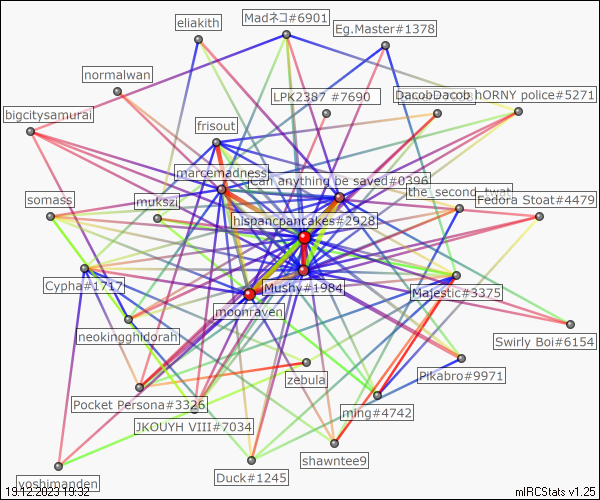 Madネコ#6901
eliakith
Eg.Master#1378
normalwan
LPK2387 #7690
DacobDacob hORNY police#5271
bigcitysamurai
frisout
marcemadness
Can anything be saved#0396
the_second_twat
somass
mukszi
Fedora Stoat#4479
hispancpancakes#2928
Cypha#1717
Mushy#1984
Majestic#3375
moonraven
neokingghidorah
Swirly Boi#6154
zebula
Pikabro#9971
Pocket Persona#3326
ming#4742
JKOUYH VIII#7034
shawntee9
Duck#1245
yoshimanden
19.12.2023 19:32
mIRCStats v1.25